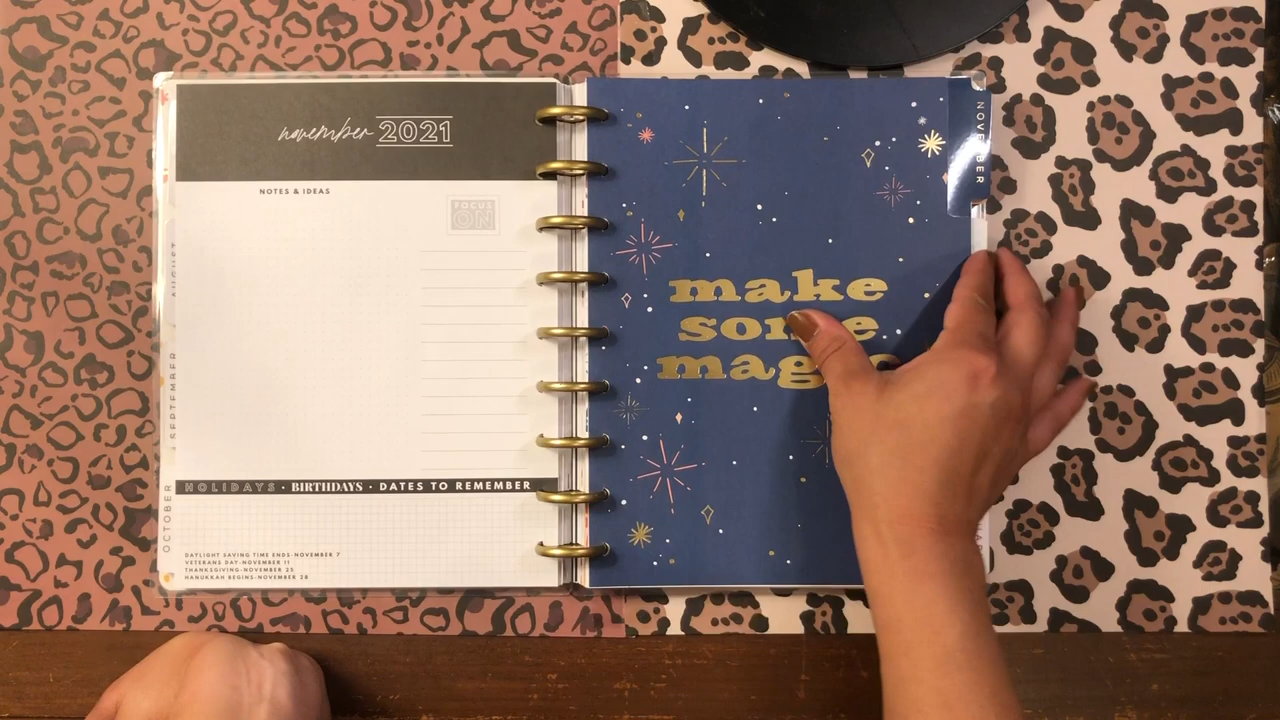 november 2021
NOTES & IDEAS
FOCUS
ON
HOLIDAYS • BIRTHDAYS • DATES TO REMEMBER
DAYLIGHT SAVING TIME ENDS-NOVEMBER 7
VETERANS DAY-NOVEMBER 11
THANKSGIVING-NOVEMBER 25
HANUKKAH BEGINS-NOVEMBER 28
AUGUST
SEPTEMBER
OCTOBER
make
some
magic
NOVEMBER